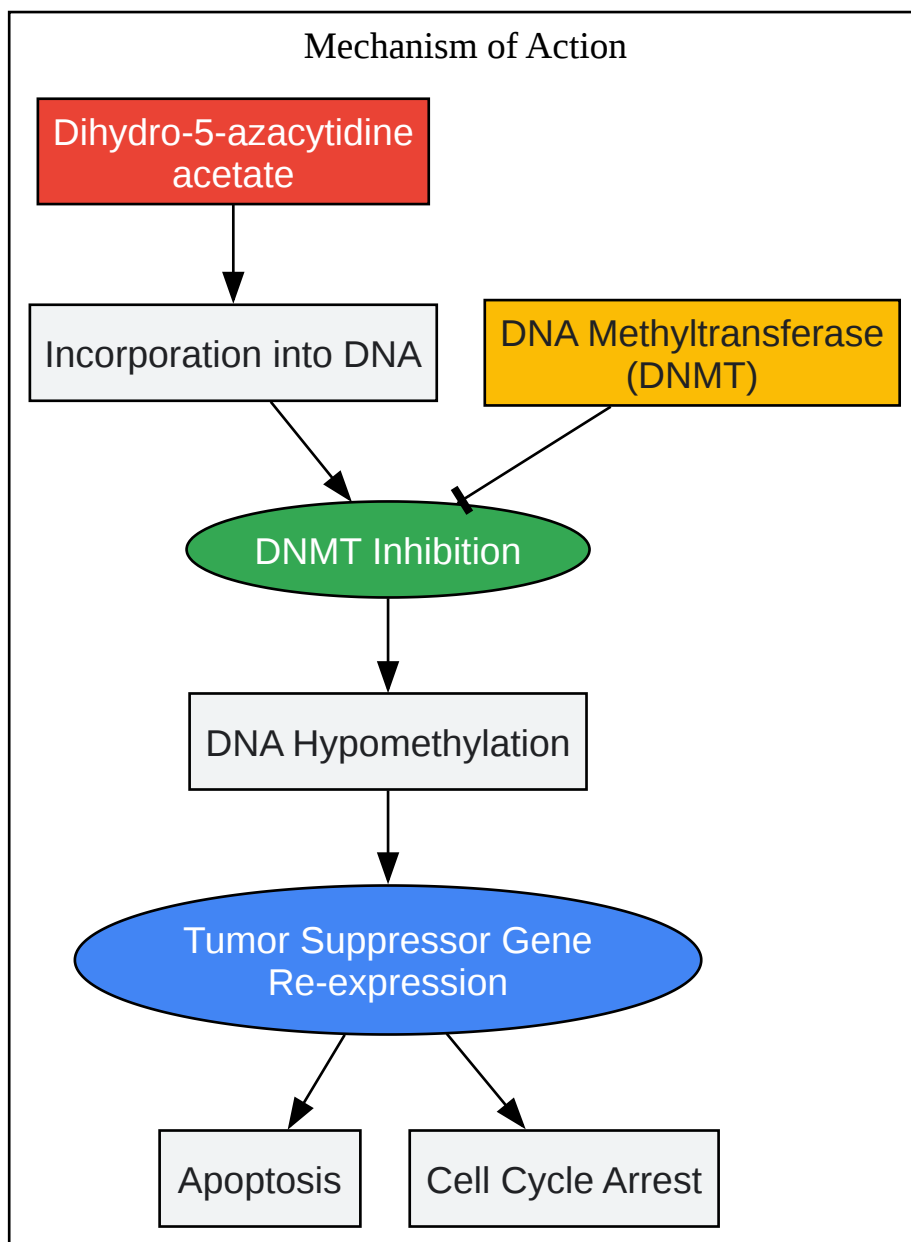 Mechanism of Action
Dihydro-5-azacytidine
acetate
Incorporation into DNA
DNA Methyltransferase
(DNMT)
DNMT Inhibition
DNA Hypomethylation
Tumor Suppressor Gene
Re-expression
Apoptosis
Cell Cycle Arrest